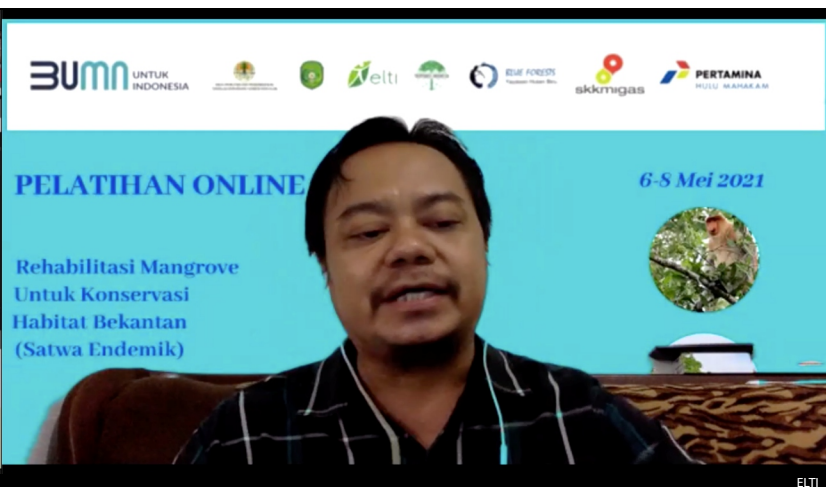 BUMN
UNTUK
INDONESIA
elti
BLUE FORESTS
skkmigas
PERTAMINA
HULU MAHAKAM
PELATIHAN ONLINE
6-8 Mei 2021
Rehabilitasi Mangrove
Untuk Konservasi
Habitat Bekantan
(Satwa Endemik)
ELTI